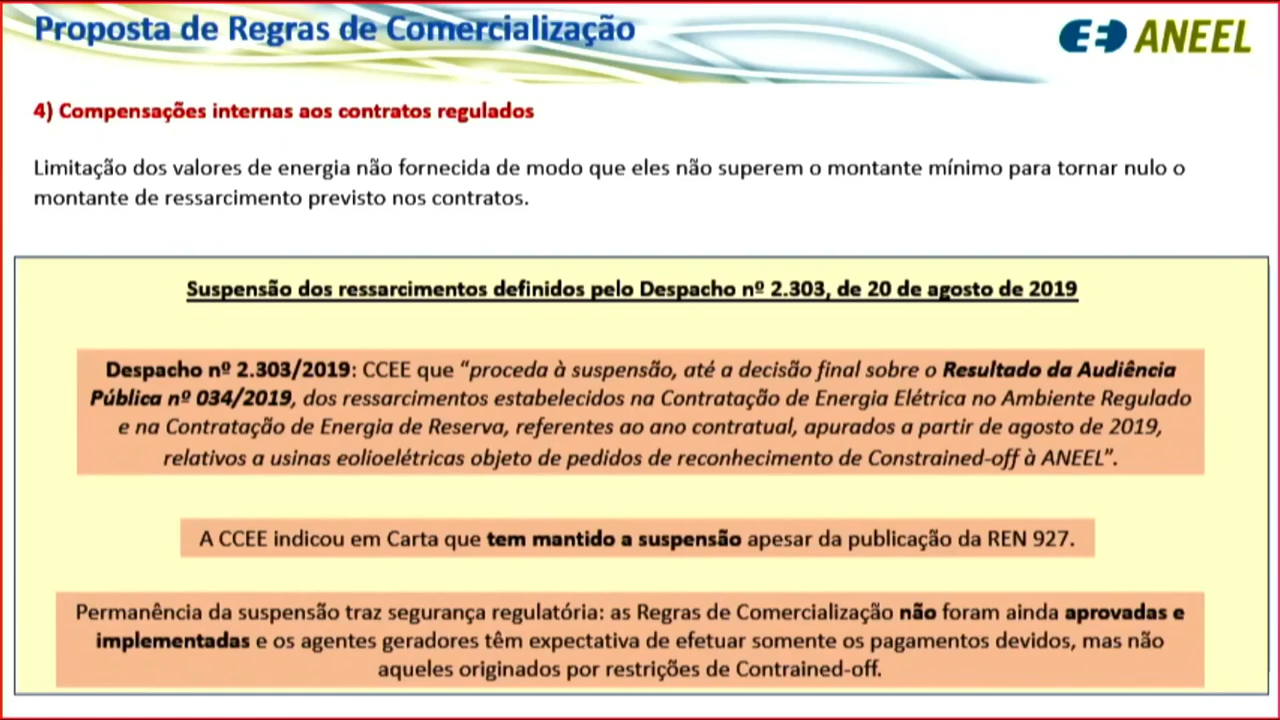 Proposta de Regras de Comercialização
ANEEL
4) Compensações internas aos contratos regulados
Limitação dos valores de energia não fornecida de modo que eles não superem o montante mínimo para tornar nulo o
montante de ressarcimento previsto nos contratos.
Suspensão dos ressarcimentos definidos pelo Despacho nº 2.303, de 20 de agosto de 2019
Despacho nº 2.303/2019: CCEE que “proceda à suspensão, até a decisão final sobre o Resultado da Audiência
Pública nº 034/2019, dos ressarcimentos estabelecidos na Contratação de Energia Elétrica no Ambiente Regulado
e na Contratação de Energia de Reserva, referentes ao ano contratual, apurados a partir de agosto de 2019,
relativos a usinas eolioelétricas objeto de pedidos de reconhecimento de Constrained-off à ANEEL”.
A CCEE indicou em Carta que tem mantido a suspensão apesar da publicação da REN 927.
Permanência da suspensão traz segurança regulatória: as Regras de Comercialização não foram ainda aprovadas e
implementadas e os agentes geradores têm expectativa de efetuar somente os pagamentos devidos, mas não
aqueles originados por restrições de Contrained-off.